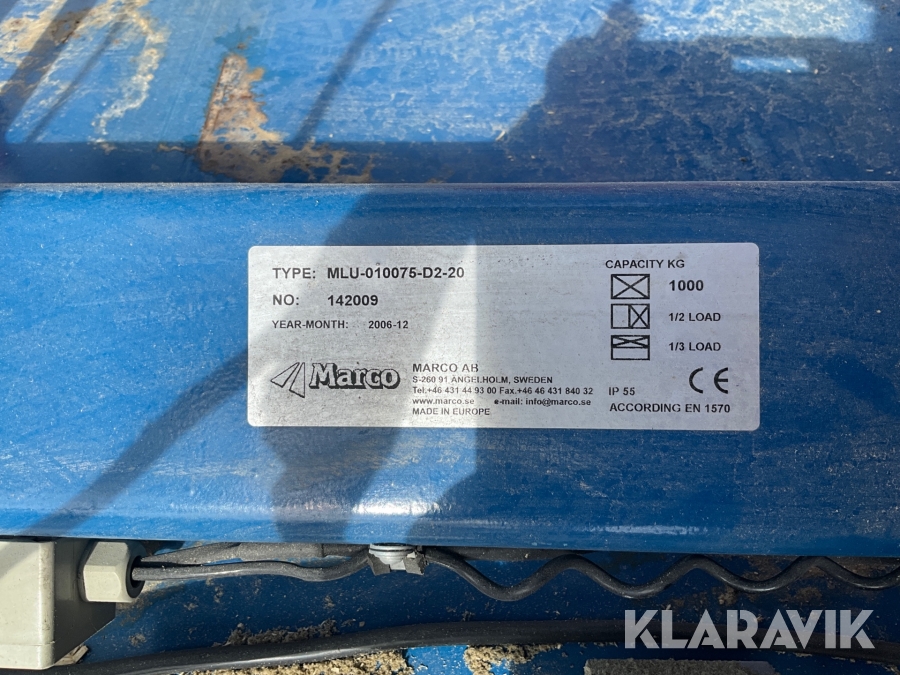 TYPE: MLU-010075-D2-20
NO: 142009
YEAR-MONTH: 2006-12
CAPACITY KG
1000
1/2 LOAD
1/3 LOAD
Marco
MARCO AB
S-260 91 ANGELHOLM, SWEDEN
Tel.+46 431 44 93 00 Fax.+46 46 431 840 32
www.marco.se e-mail: info@marco.se
MADE IN EUROPE
CE
IP 55
ACCORDING EN 1570
KLARAVIK